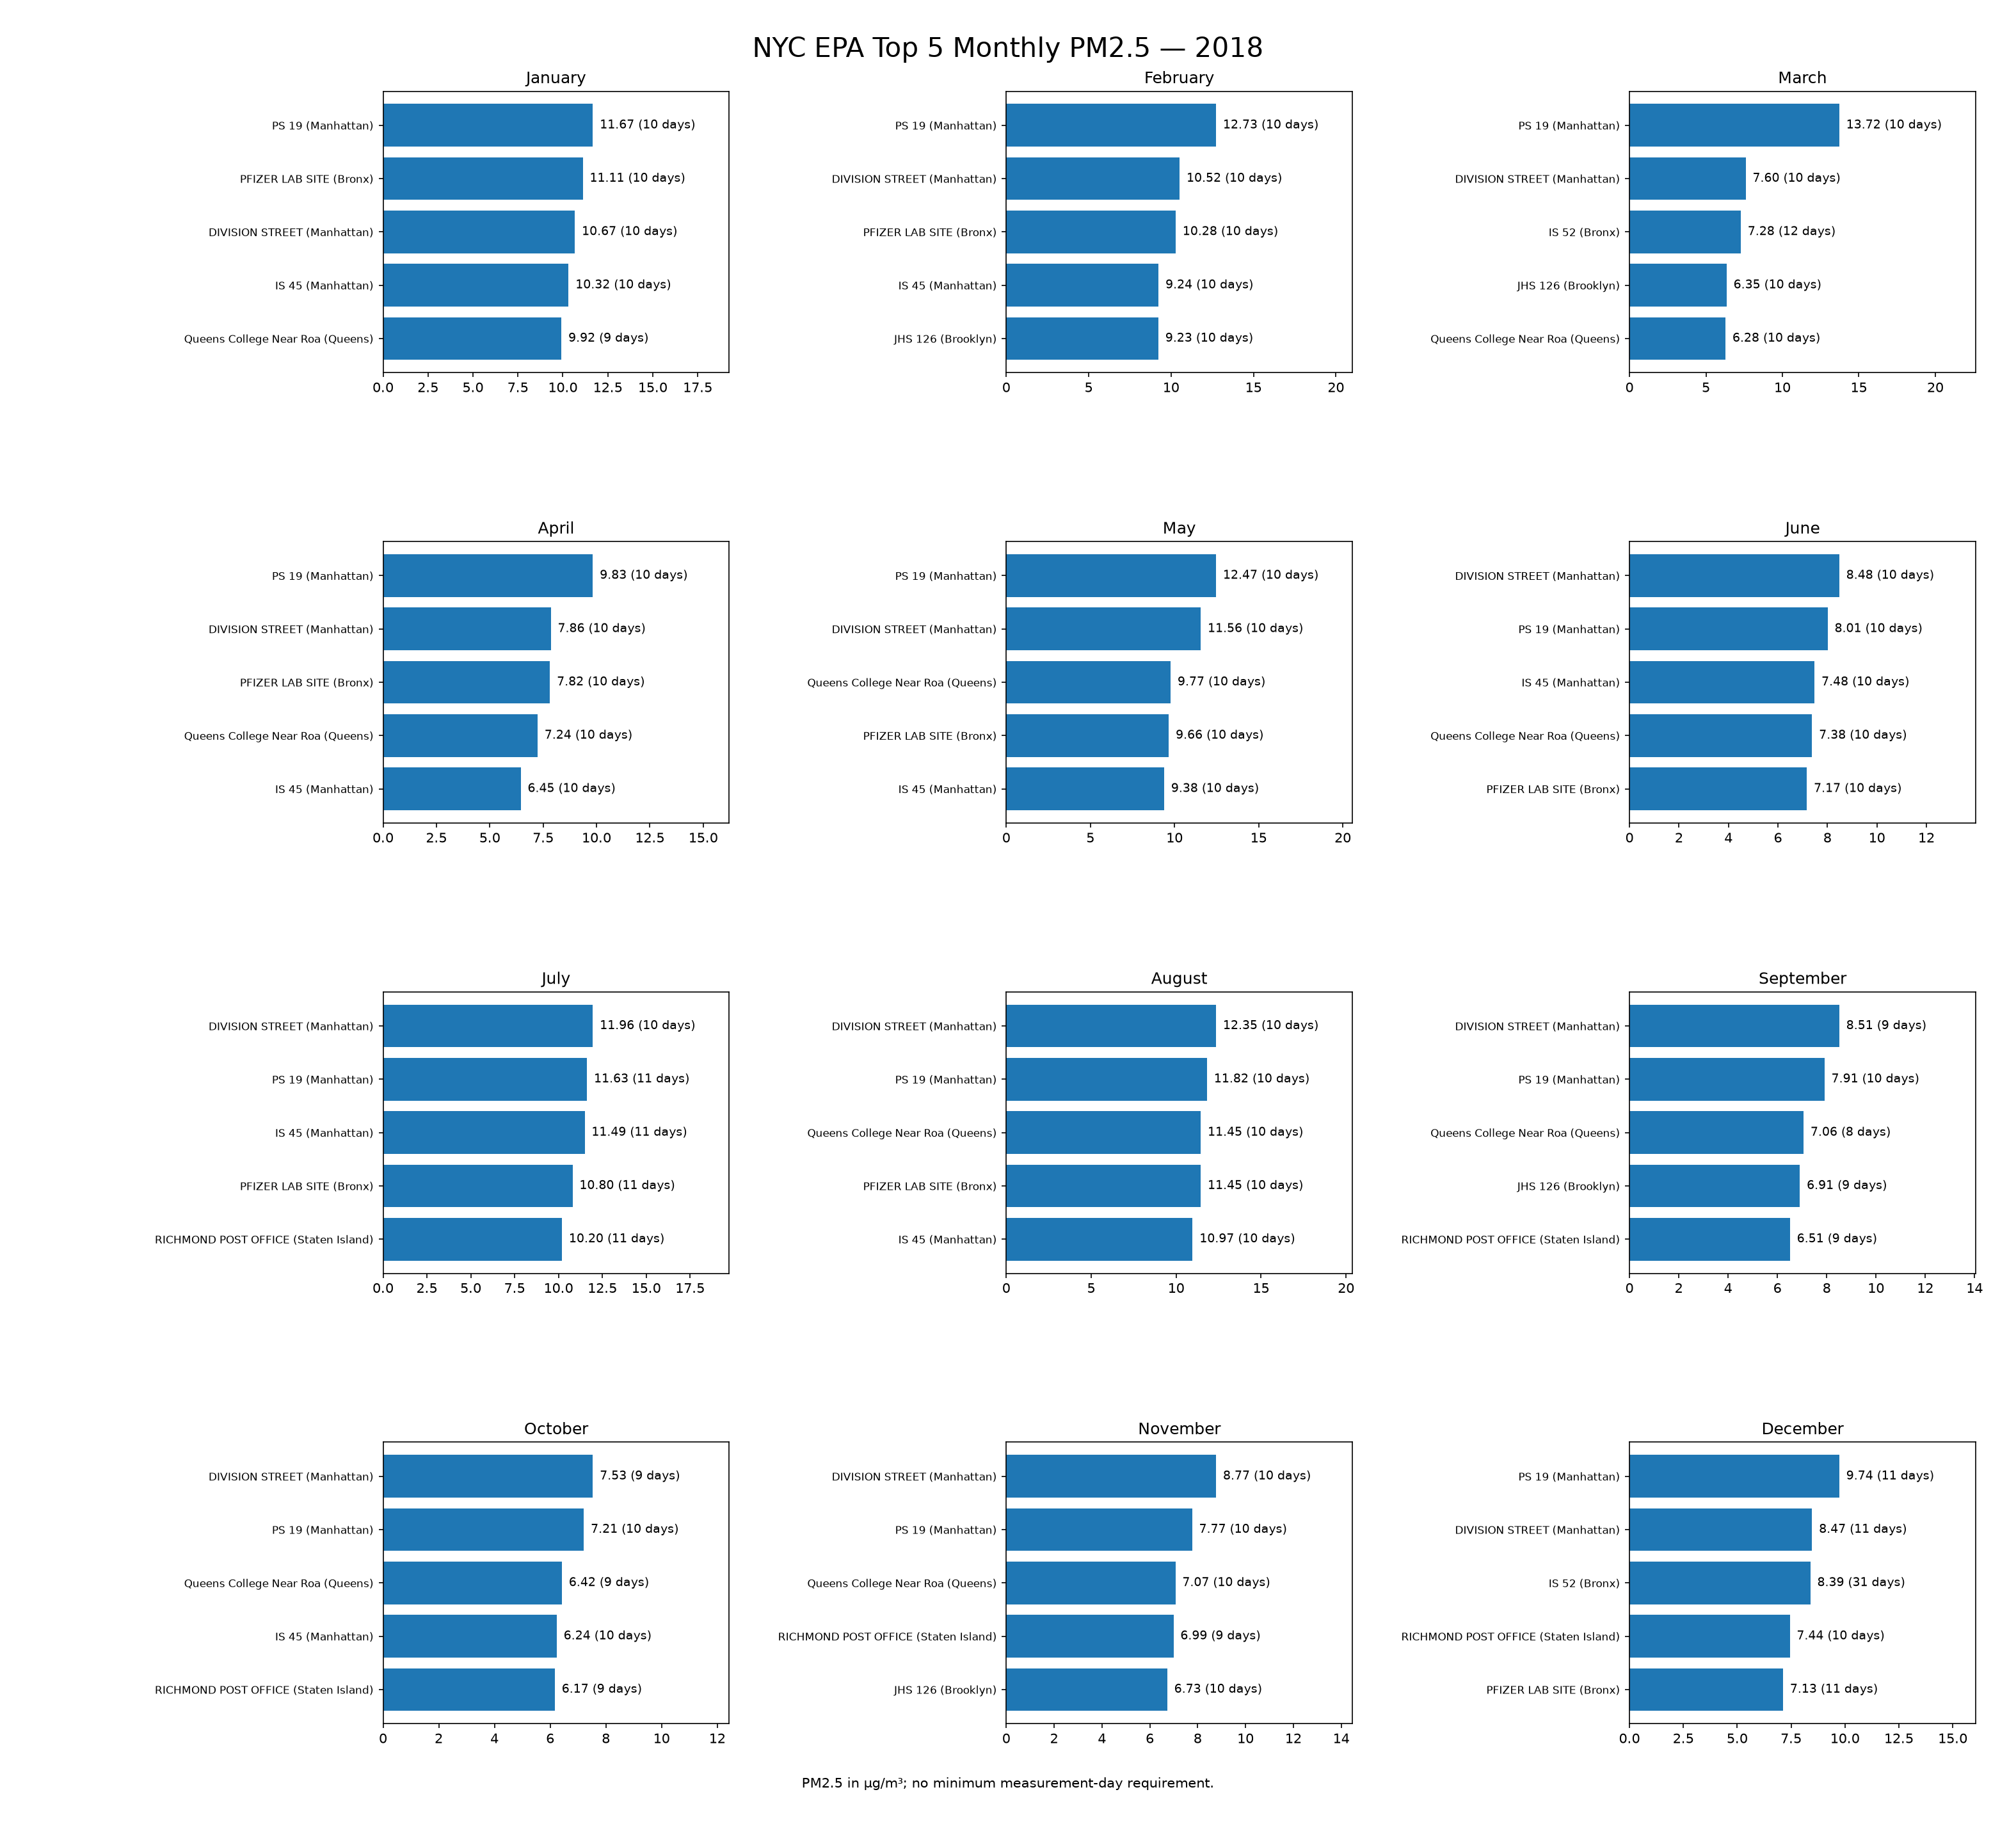 NYC EPA Top 5 Monthly PM2.5 — 2018
January
PS 19 (Manhattan) 11.67 (10 days)
PFIZER LAB SITE (Bronx) 11.11 (10 days)
DIVISION STREET (Manhattan) 10.67 (10 days)
IS 45 (Manhattan) 10.32 (10 days)
Queens College Near Roa (Queens) 9.92 (9 days)
0.0 2.5 5.0 7.5 10.0 12.5 15.0 17.5
February
PS 19 (Manhattan) 12.73 (10 days)
DIVISION STREET (Manhattan) 10.52 (10 days)
PFIZER LAB SITE (Bronx) 10.28 (10 days)
IS 45 (Manhattan) 9.24 (10 days)
JHS 126 (Brooklyn) 9.23 (10 days)
0 5 10 15 20
March
PS 19 (Manhattan) 13.72 (10 days)
DIVISION STREET (Manhattan) 7.60 (10 days)
IS 52 (Bronx) 7.28 (12 days)
JHS 126 (Brooklyn) 6.35 (10 days)
Queens College Near Roa (Queens) 6.28 (10 days)
0 5 10 15 20
April
PS 19 (Manhattan) 9.83 (10 days)
DIVISION STREET (Manhattan) 7.86 (10 days)
PFIZER LAB SITE (Bronx) 7.82 (10 days)
Queens College Near Roa (Queens) 7.24 (10 days)
IS 45 (Manhattan) 6.45 (10 days)
0.0 2.5 5.0 7.5 10.0 12.5 15.0
May
PS 19 (Manhattan) 12.47 (10 days)
DIVISION STREET (Manhattan) 11.56 (10 days)
Queens College Near Roa (Queens) 9.77 (10 days)
PFIZER LAB SITE (Bronx) 9.66 (10 days)
IS 45 (Manhattan) 9.38 (10 days)
0 5 10 15 20
June
DIVISION STREET (Manhattan) 8.48 (10 days)
PS 19 (Manhattan) 8.01 (10 days)
IS 45 (Manhattan) 7.48 (10 days)
Queens College Near Roa (Queens) 7.38 (10 days)
PFIZER LAB SITE (Bronx) 7.17 (10 days)
0 2 4 6 8 10 12
July
DIVISION STREET (Manhattan) 11.96 (10 days)
PS 19 (Manhattan) 11.63 (11 days)
IS 45 (Manhattan) 11.49 (11 days)
PFIZER LAB SITE (Bronx) 10.80 (11 days)
RICHMOND POST OFFICE (Staten Island) 10.20 (11 days)
0.0 2.5 5.0 7.5 10.0 12.5 15.0 17.5
August
DIVISION STREET (Manhattan) 12.35 (10 days)
PS 19 (Manhattan) 11.82 (10 days)
Queens College Near Roa (Queens) 11.45 (10 days)
PFIZER LAB SITE (Bronx) 11.45 (10 days)
IS 45 (Manhattan) 10.97 (10 days)
0 5 10 15 20
September
DIVISION STREET (Manhattan) 8.51 (9 days)
PS 19 (Manhattan) 7.91 (10 days)
Queens College Near Roa (Queens) 7.06 (8 days)
JHS 126 (Brooklyn) 6.91 (9 days)
RICHMOND POST OFFICE (Staten Island) 6.51 (9 days)
0 2 4 6 8 10 12 14
October
DIVISION STREET (Manhattan) 7.53 (9 days)
PS 19 (Manhattan) 7.21 (10 days)
Queens College Near Roa (Queens) 6.42 (9 days)
IS 45 (Manhattan) 6.24 (10 days)
RICHMOND POST OFFICE (Staten Island) 6.17 (9 days)
0 2 4 6 8 10 12
November
DIVISION STREET (Manhattan) 8.77 (10 days)
PS 19 (Manhattan) 7.77 (10 days)
Queens College Near Roa (Queens) 7.07 (10 days)
RICHMOND POST OFFICE (Staten Island) 6.99 (9 days)
JHS 126 (Brooklyn) 6.73 (10 days)
0 2 4 6 8 10 12 14
December
PS 19 (Manhattan) 9.74 (11 days)
DIVISION STREET (Manhattan) 8.47 (11 days)
IS 52 (Bronx) 8.39 (31 days)
RICHMOND POST OFFICE (Staten Island) 7.44 (10 days)
PFIZER LAB SITE (Bronx) 7.13 (11 days)
0.0 2.5 5.0 7.5 10.0 12.5 15.0
PM2.5 in µg/m³; no minimum measurement-day requirement.